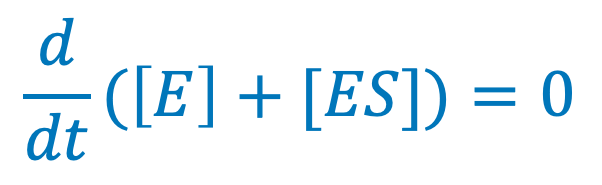 d/dt ([E] + [ES]) = 0